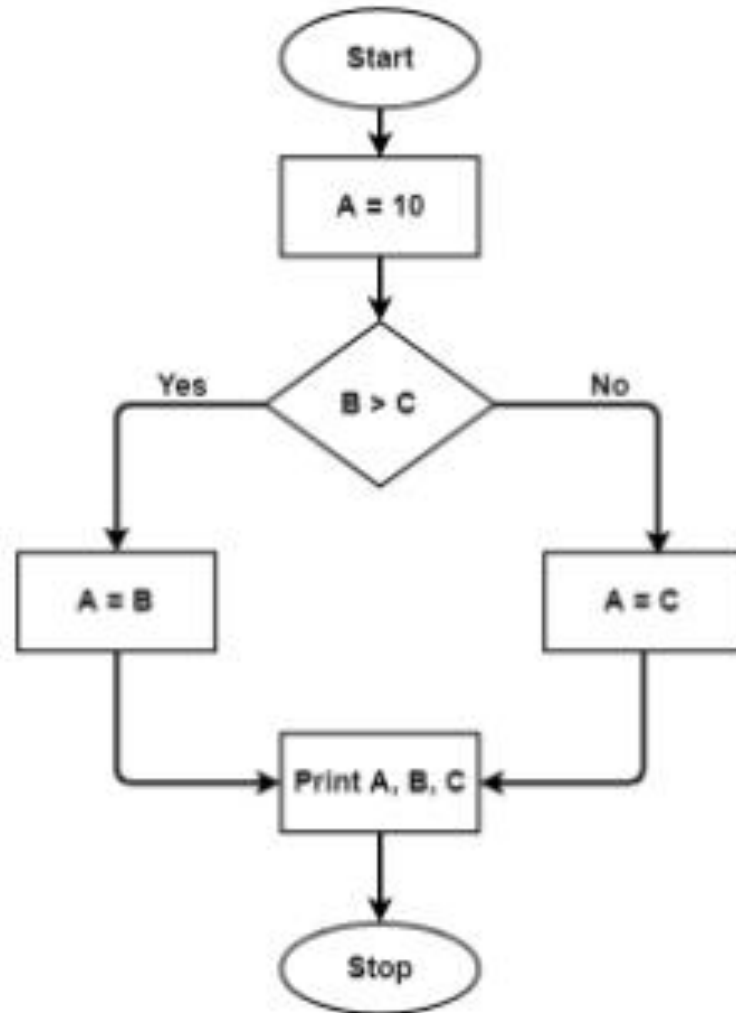 Start
A = 10
Yes
B > C
No
A = B
A = C
Print A, B, C
Stop